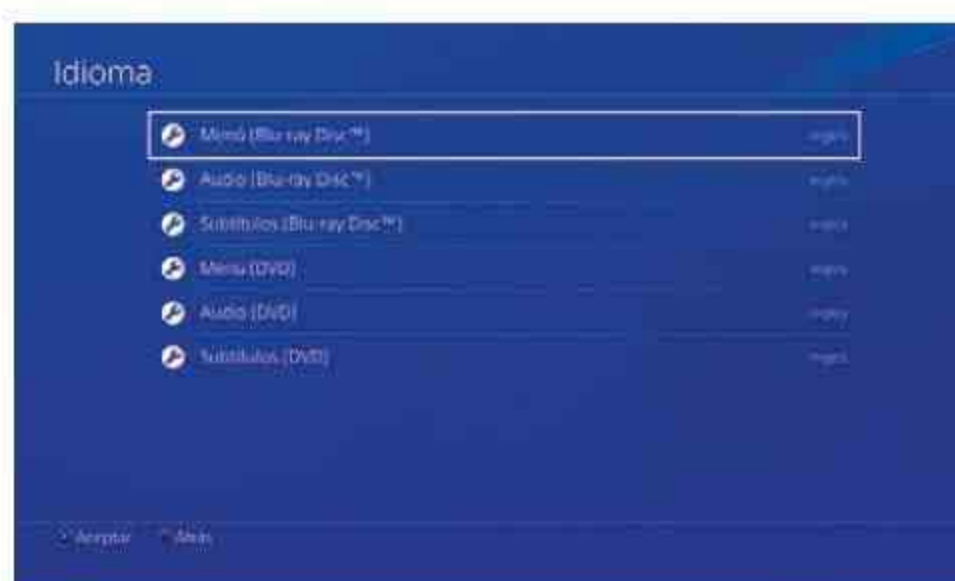 Idioma
Menú (Blu-ray Disc™)
Audio (Blu-ray Disc™)
Subtítulos (Blu-ray Disc™)
Menú (DVD)
Audio (DVD)
Subtítulos (DVD)
Aceptar Atrás